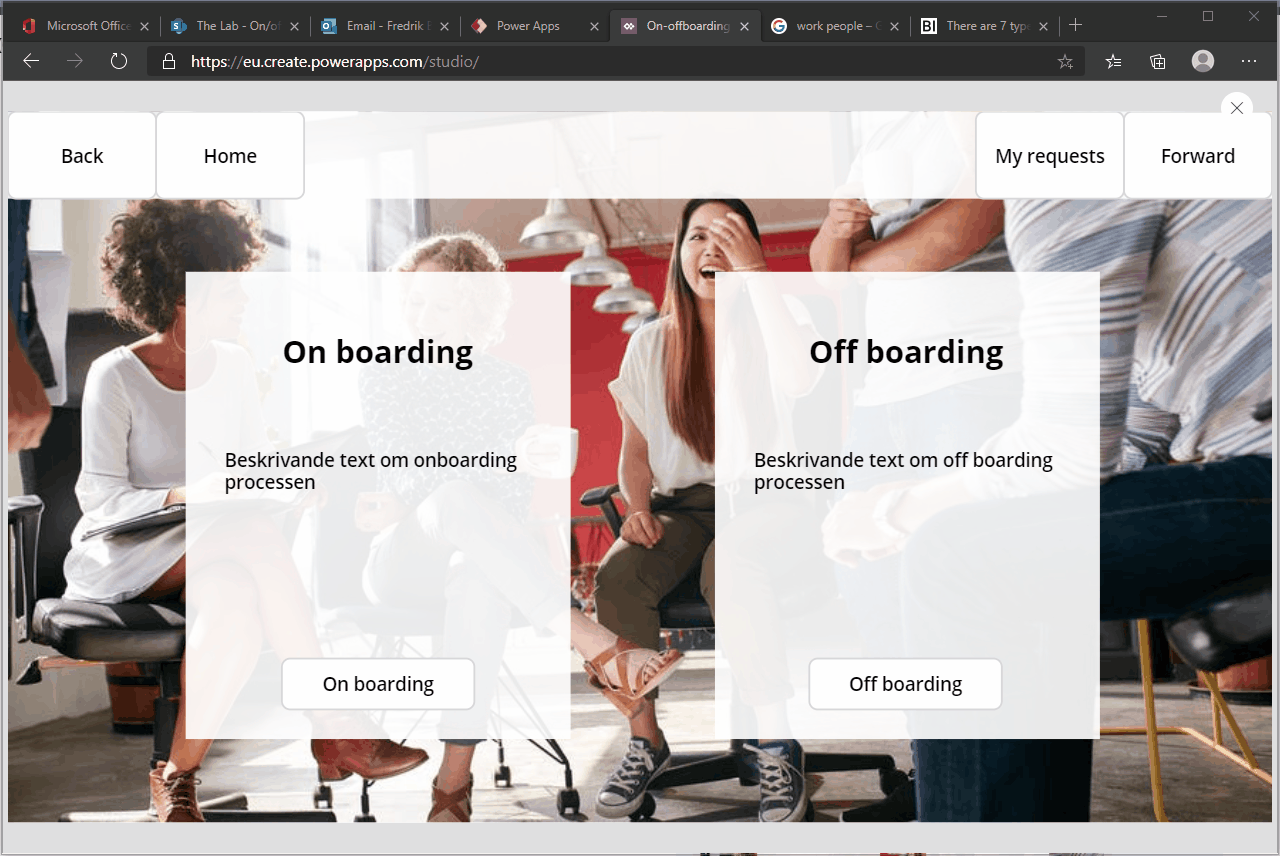 Microsoft Office
The Lab - On/of
Email - Fredrik
Power Apps
On-offboarding
work people –
There are 7 type
https://eu.create.powerapps.com/studio/
Back
Home
My requests
Forward
On boarding
Off boarding
Beskrivande text om onboarding
processen
Beskrivande text om off boarding
processen
On boarding
Off boarding